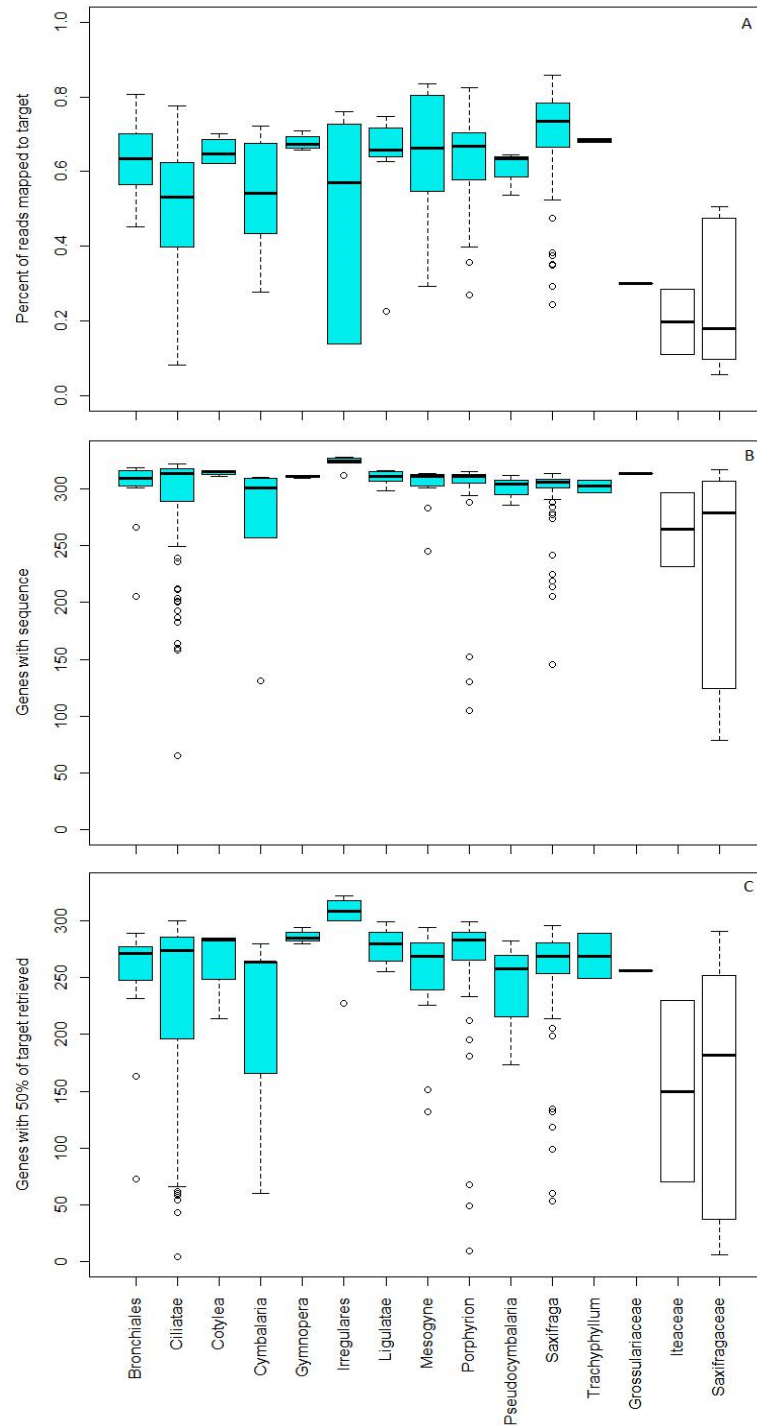 A
Percent of reads mapped to target
1.0
0.8
0.6
0.4
0.2
0.0
B
Genes with sequence
300
250
200
150
100
50
0
C
Genes with 50% of target retrieved
300
250
200
150
100
50
0
Bronchiales
Ciliatae
Cotylea
Cymbalaria
Gymnopera
Irregulares
Ligulatae
Mesogyne
Porphyrion
Pseudocymbalaria
Saxifraga
Trachyphyllum
Grossulariaceae
Iteaceae
Saxifragaceae